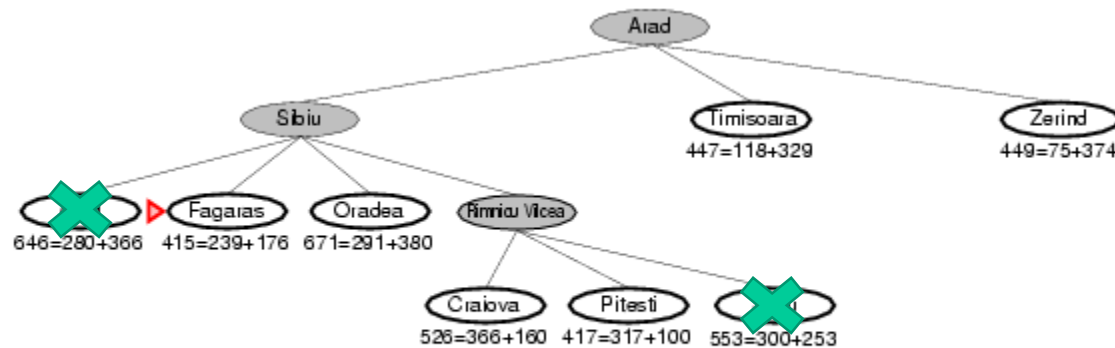 Arad
Sibiu
Timisoara
Zerind
447=118+329
449=75+374
Fagaras
Oradea
Rimnicu Vilcea
646=280+366
415=239+176
671=291+380
Craiova
Pitesti
526=366+160
417=317+100
553=300+253